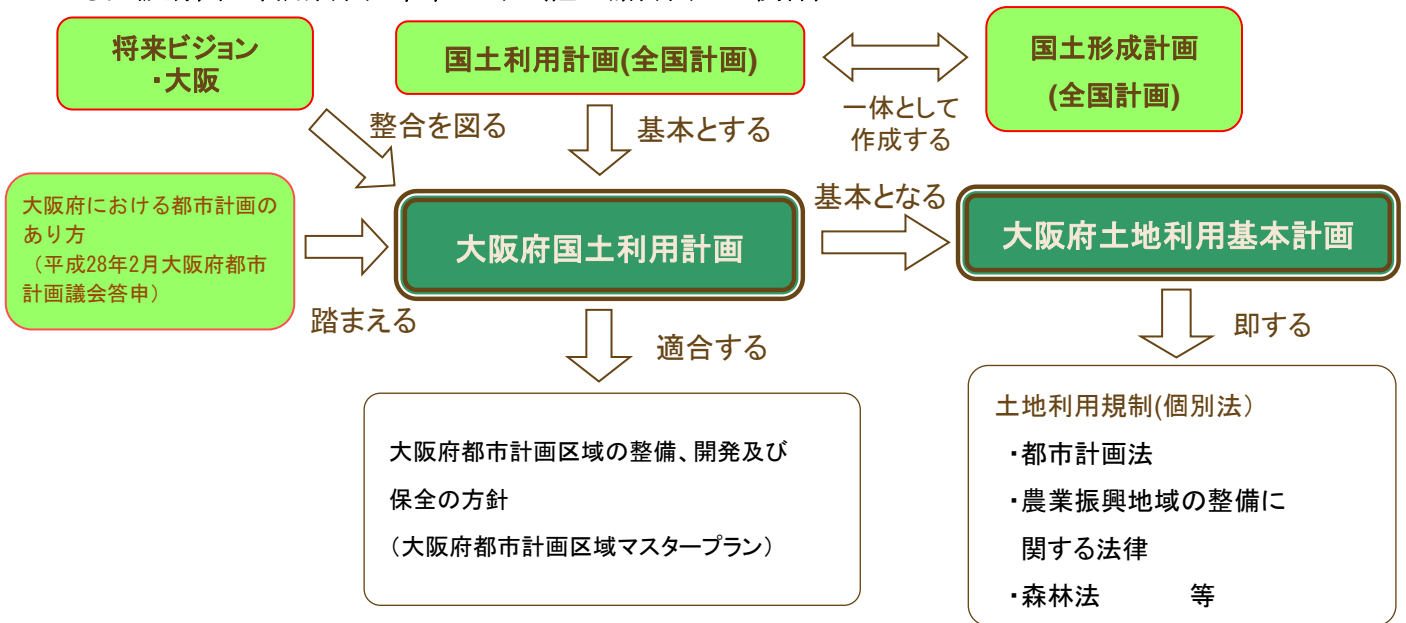 将来ビジョン
・大阪
国土利用計画(全国計画)
国土形成計画
(全国計画)
一体として
作成する
整合を図る
基本とする
大阪府における都市計画の
あり方
（平成28年2月大阪府都市
計画議会答申）
踏まえる
大阪府国土利用計画
基本となる
大阪府土地利用基本計画
適合する
即する
大阪府都市計画区域の整備、開発及び
保全の方針
（大阪府都市計画区域マスタープラン）
土地利用規制(個別法）
・都市計画法
・農業振興地域の整備に
関する法律
・森林法　　　等